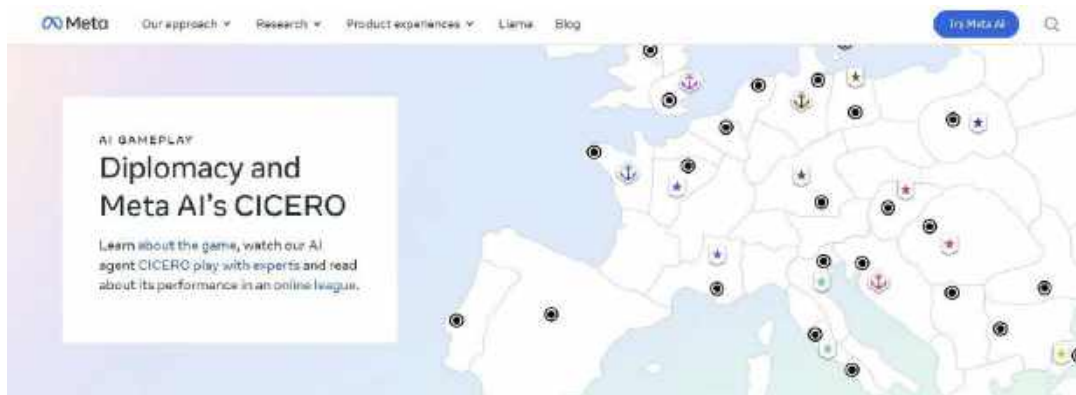 Meta Our approach Research Product experiences Llama Blog Try Meta AI
AI GAMEPLAY
Diplomacy and
Meta AI's CICERO
Learn about the game, watch our AI
agent CICERO play with experts and read
about its performance in an online league.